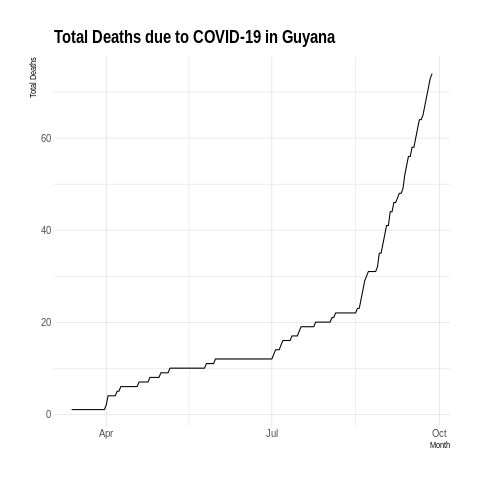 Total Deaths due to COVID-19 in Guyana
Total Deaths
60
40
20
0
Apr
Jul
Oct
Month